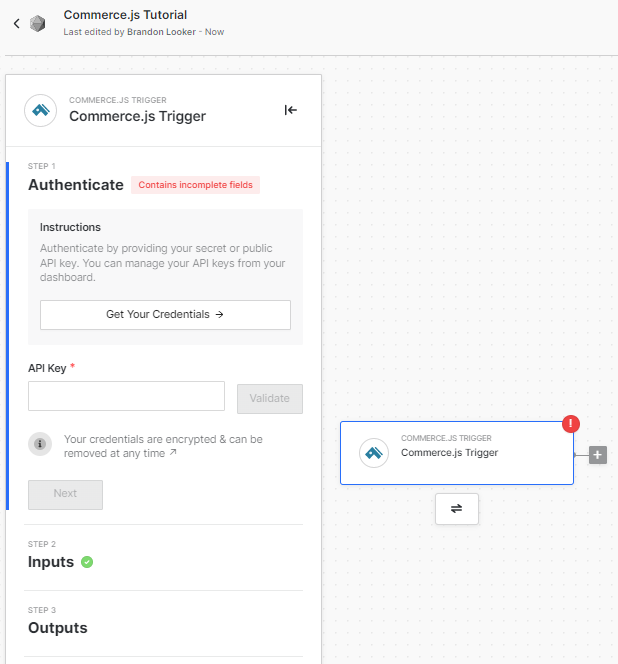 Commerce.js Tutorial
Last edited by Brandon Looker - Now
COMMERCE.JS TRIGGER
Commerce.js Trigger
STEP 1
Authenticate Contains incomplete fields
Instructions
Authenticate by providing your secret or public
API key. You can manage your API keys from your
dashboard.
Get Your Credentials →
API Key *
Validate
Your credentials are encrypted & can be
removed at any time ↗
Next
STEP 2
Inputs
STEP 3
Outputs
COMMERCE.JS TRIGGER
Commerce.js Trigger